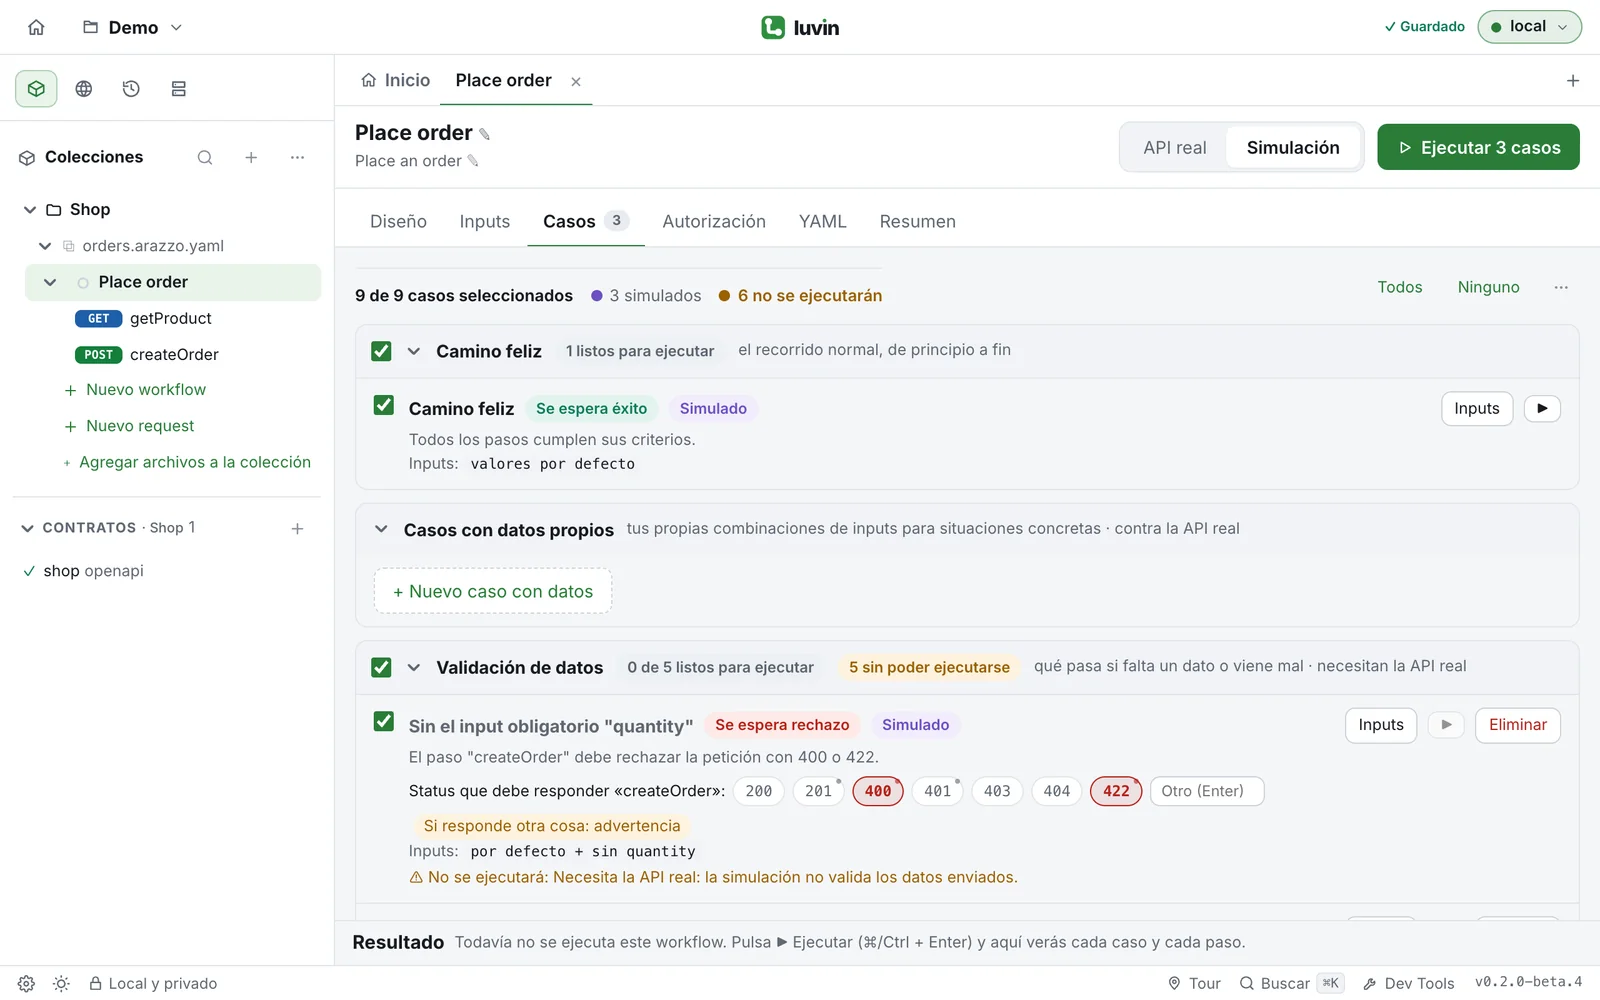 Demo
luvin
✓ Guardado
local
Inicio
Place order
Colecciones
Shop
orders.arazzo.yaml
Place order
GET getProduct
POST createOrder
+ Nuevo workflow
+ Nuevo request
+ Agregar archivos a la colección
CONTRATOS · Shop 1
shop openapi
Place order
Place an order
API real
Simulación
Ejecutar 3 casos
Diseño
Inputs
Casos 3
Autorización
YAML
Resumen
9 de 9 casos seleccionados
3 simulados
6 no se ejecutarán
Todos
Ninguno
Camino feliz 1 listos para ejecutar el recorrido normal, de principio a fin
Camino feliz Se espera éxito Simulado
Inputs
Todos los pasos cumplen sus criterios.
Inputs: valores por defecto
Casos con datos propios tus propias combinaciones de inputs para situaciones concretas · contra la API real
+ Nuevo caso con datos
Validación de datos 0 de 5 listos para ejecutar 5 sin poder ejecutarse qué pasa si falta un dato o viene mal · necesitan la API real
Sin el input obligatorio "quantity" Se espera rechazo Simulado
Inputs
Eliminar
El paso "createOrder" debe rechazar la petición con 400 o 422.
Status que debe responder «createOrder»: 200 201 400 401 403 404 422 Otro (Enter)
Si responde otra cosa: advertencia
Inputs: por defecto + sin quantity
⚠ No se ejecutará: Necesita la API real: la simulación no valida los datos enviados.
Resultado Todavía no se ejecuta este workflow. Pulsa ▶ Ejecutar (⌘/Ctrl + Enter) y aquí verás cada caso y cada paso.
Local y privado
Tour
Buscar ⌘K
Dev Tools
v0.2.0-beta.4